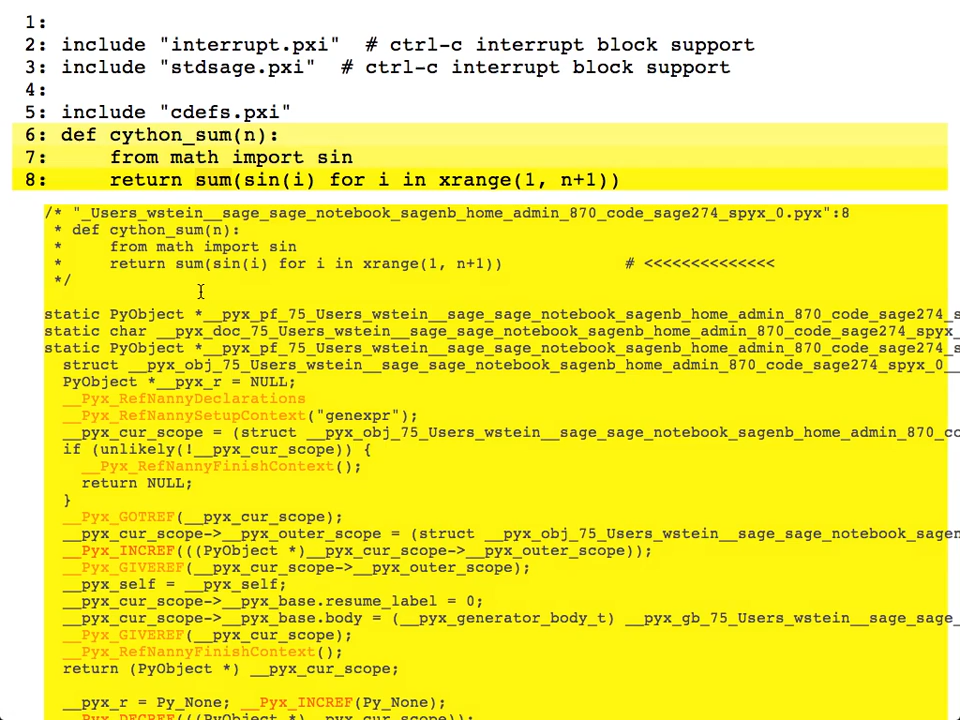 1:
2: include "interrupt.pxi"  # ctrl-c interrupt block support
3: include "stdsage.pxi"  # ctrl-c interrupt block support
4:
5: include "cdefs.pxi"
6: def cython_sum(n):
7:     from math import sin
8:     return sum(sin(i) for i in xrange(1, n+1))
/* "_Users_wstein__sage_sage_notebook_sagenb_home_admin_870_code_sage274_spyx_0.pyx":8
 * def cython_sum(n):
 *     from math import sin
 *     return sum(sin(i) for i in xrange(1, n+1))             # <<<<<<<<<<<<<<
 */
static PyObject *__pyx_pf_75_Users_wstein__sage_sage_notebook_sagenb_home_admin_870_code_sage274_s
static char __pyx_doc_75_Users_wstein__sage_sage_notebook_sagenb_home_admin_870_code_sage274_spyx_
static PyObject *__pyx_pf_75_Users_wstein__sage_sage_notebook_sagenb_home_admin_870_code_sage274_s
  struct __pyx_obj_75_Users_wstein__sage_sage_notebook_sagenb_home_admin_870_code_sage274_spyx_0__
  PyObject *__pyx_r = NULL;
  __Pyx_RefNannyDeclarations
  __Pyx_RefNannySetupContext("genexpr");
  __pyx_cur_scope = (struct __pyx_obj_75_Users_wstein__sage_sage_notebook_sagenb_home_admin_870_co
  if (unlikely(!__pyx_cur_scope)) {
    __Pyx_RefNannyFinishContext();
    return NULL;
  }
  __Pyx_GOTREF(__pyx_cur_scope);
  __pyx_cur_scope->__pyx_outer_scope = (struct __pyx_obj_75_Users_wstein__sage_sage_notebook_sagen
  __Pyx_INCREF(((PyObject *)__pyx_cur_scope->__pyx_outer_scope));
  __Pyx_GIVEREF(__pyx_cur_scope->__pyx_outer_scope);
  __pyx_self = __pyx_self;
  __pyx_cur_scope->__pyx_base.resume_label = 0;
  __pyx_cur_scope->__pyx_base.body = (__pyx_generator_body_t) __pyx_gb_75_Users_wstein__sage_sage_
  __Pyx_GIVEREF(__pyx_cur_scope);
  __Pyx_RefNannyFinishContext();
  return (PyObject *) __pyx_cur_scope;
  __pyx_r = Py_None; __Pyx_INCREF(Py_None);
  __Pyx_DECREF(((PyObject *)__pyx_cur_scope));